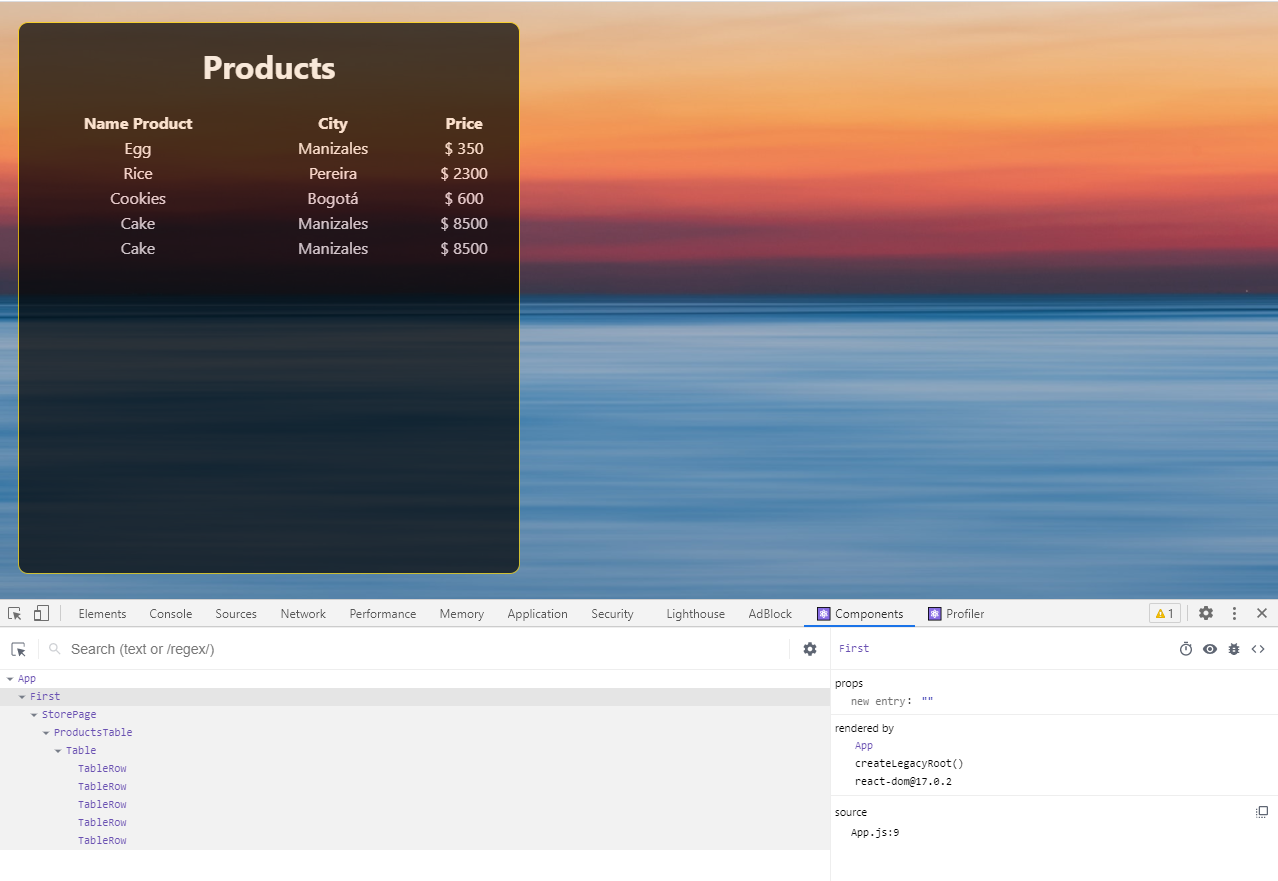 Products
Name Product City Price
Egg Manizales $ 350
Rice Pereira $ 2300
Cookies Bogotá $ 600
Cake Manizales $ 8500
Cake Manizales $ 8500
Elements Console Sources Network Performance Memory Application Security Lighthouse AdBlock Components Profiler 1
Search (text or /regex/)
First
App
First
StorePage
ProductsTable
Table
TableRow
TableRow
TableRow
TableRow
TableRow
props
new entry: ""
rendered by
App
createLegacyRoot()
react-dom@17.0.2
source
App.js:9